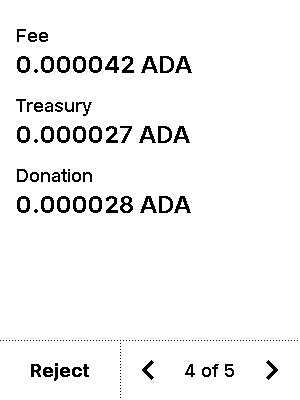 Fee
0.000042 ADA
Treasury
0.000027 ADA
Donation
0.000028 ADA
Reject
4 of 5